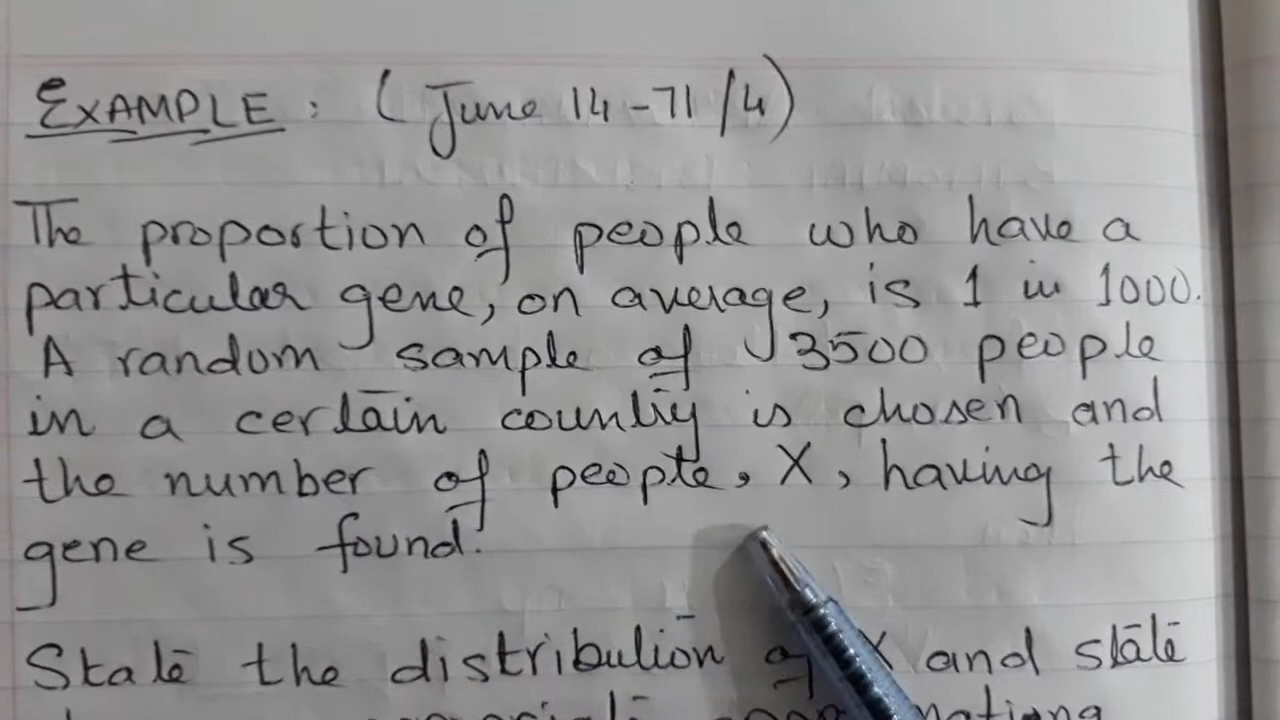 EXAMPLE: (June 14-71/4)
The proportion of people who have a
particular gene, on average, is 1 in 1000.
A random sample of 3500 people
in a certain country is chosen and
the number of people, X, having the
gene is found.
State the distribution of X and state